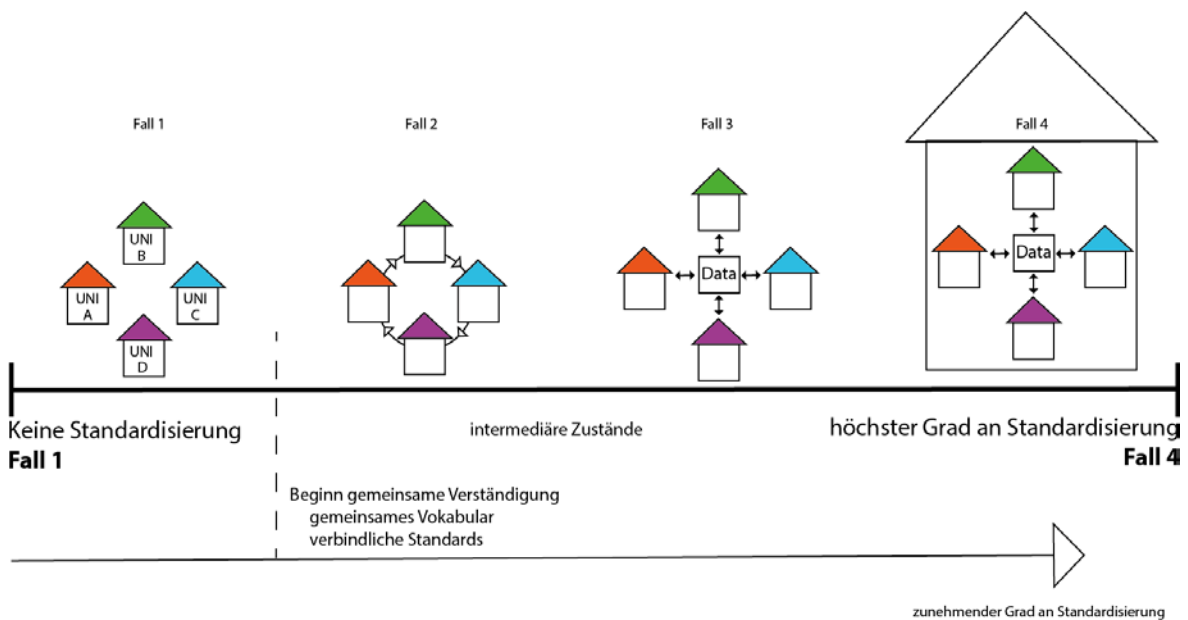 Fall 1
Fall 2
Fall 3
Fall 4
UNI
B
UNI
A
UNI
C
UNI
D
Data
Data
Keine Standardisierung
Fall 1
intermediäre Zustände
höchster Grad an Standardisierung
Fall 4
Beginn gemeinsame Verständigung
gemeinsames Vokabular
verbindliche Standards
zunehmender Grad an Standardisierung